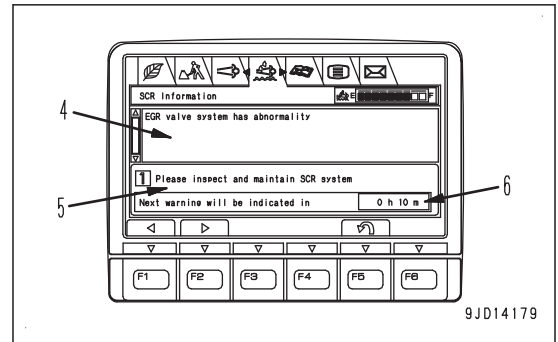 SCR Information
E F
4
EGR valve system has abnormality
1 Please inspect and maintain SCR system
5
6
Next warning will be indicated in 0 h 10 m
F1 F2 F3 F4 F5 F6
9JD14179